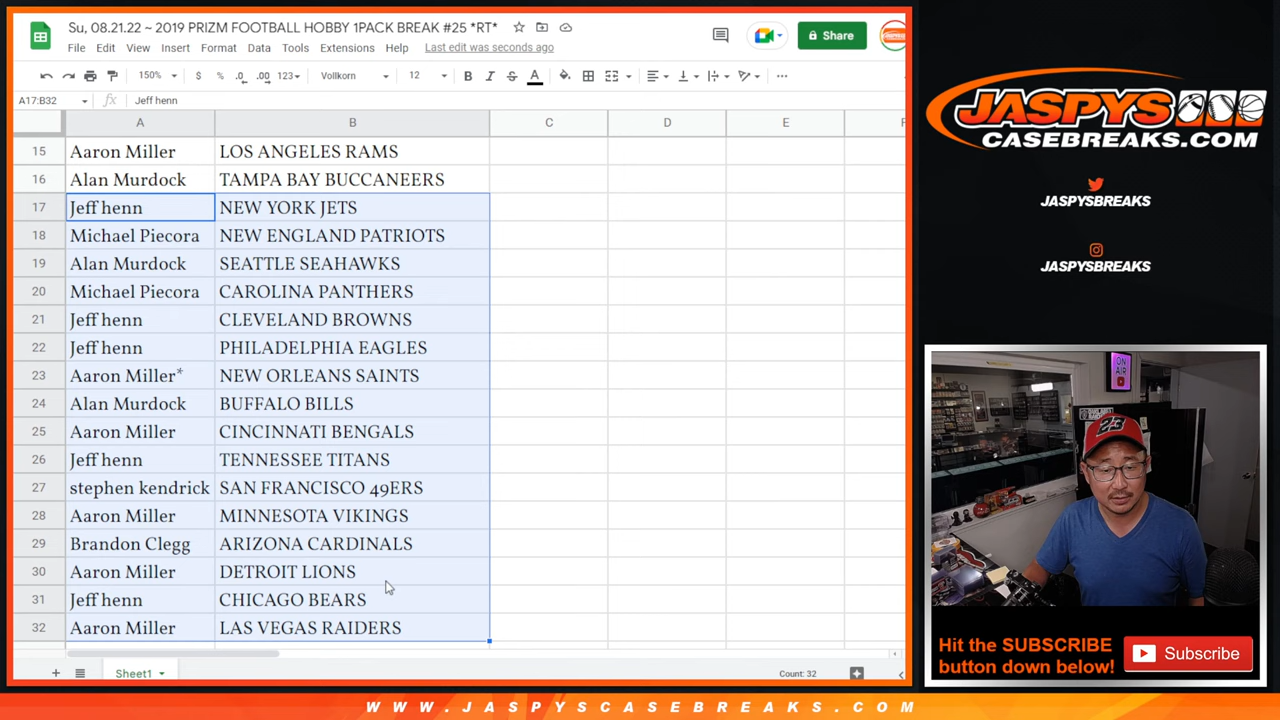 Su, 08.21.22 ~ 2019 PRIZM FOOTBALL HOBBY 1PACK BREAK #25 *RT*
File Edit View Insert Format Data Tools Extensions Help Last edit was seconds ago
Share
150% $ % .0 .00 123 Vollkorn 12 B I S A
A17:B32 fx Jeff henn
A B C D E
15 Aaron Miller LOS ANGELES RAMS
16 Alan Murdock TAMPA BAY BUCCANEERS
17 Jeff henn NEW YORK JETS
18 Michael Piecora NEW ENGLAND PATRIOTS
19 Alan Murdock SEATTLE SEAHAWKS
20 Michael Piecora CAROLINA PANTHERS
21 Jeff henn CLEVELAND BROWNS
22 Jeff henn PHILADELPHIA EAGLES
23 Aaron Miller* NEW ORLEANS SAINTS
24 Alan Murdock BUFFALO BILLS
25 Aaron Miller CINCINNATI BENGALS
26 Jeff henn TENNESSEE TITANS
27 stephen kendrick SAN FRANCISCO 49ERS
28 Aaron Miller MINNESOTA VIKINGS
29 Brandon Clegg ARIZONA CARDINALS
30 Aaron Miller DETROIT LIONS
31 Jeff henn CHICAGO BEARS
32 Aaron Miller LAS VEGAS RAIDERS
Sheet1
Count: 32
JASPYS
CASEBREAKS.COM
JASPYSBREAKS
JASPYSBREAKS
ON AIR
23
Hit the SUBSCRIBE
button down below!
Subscribe
WWW.JASPYSCASEBREAKS.COM